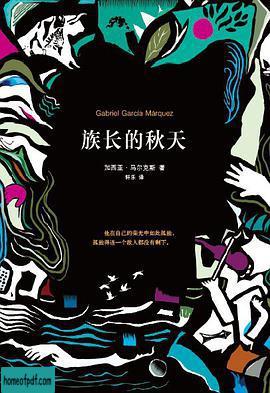 Gabriel García Márquez
族长的秋天
加西亚·马尔克斯 著
轩乐 译
他在自己的荣光中如此孤独,
孤独得连一个敌人都没有剩下。
homeofpdf.com